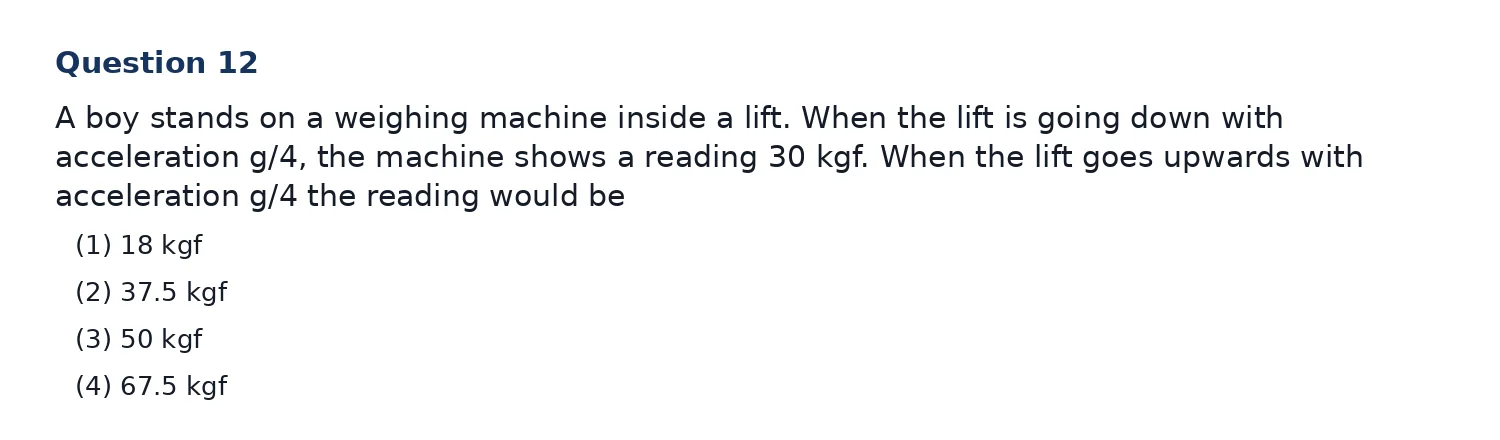 Question 12
A boy stands on a weighing machine inside a lift. When the lift is going down with
acceleration g/4, the machine shows a reading 30 kgf. When the lift goes upwards with
acceleration g/4 the reading would be
(1) 18 kgf
(2) 37.5 kgf
(3) 50 kgf
(4) 67.5 kgf